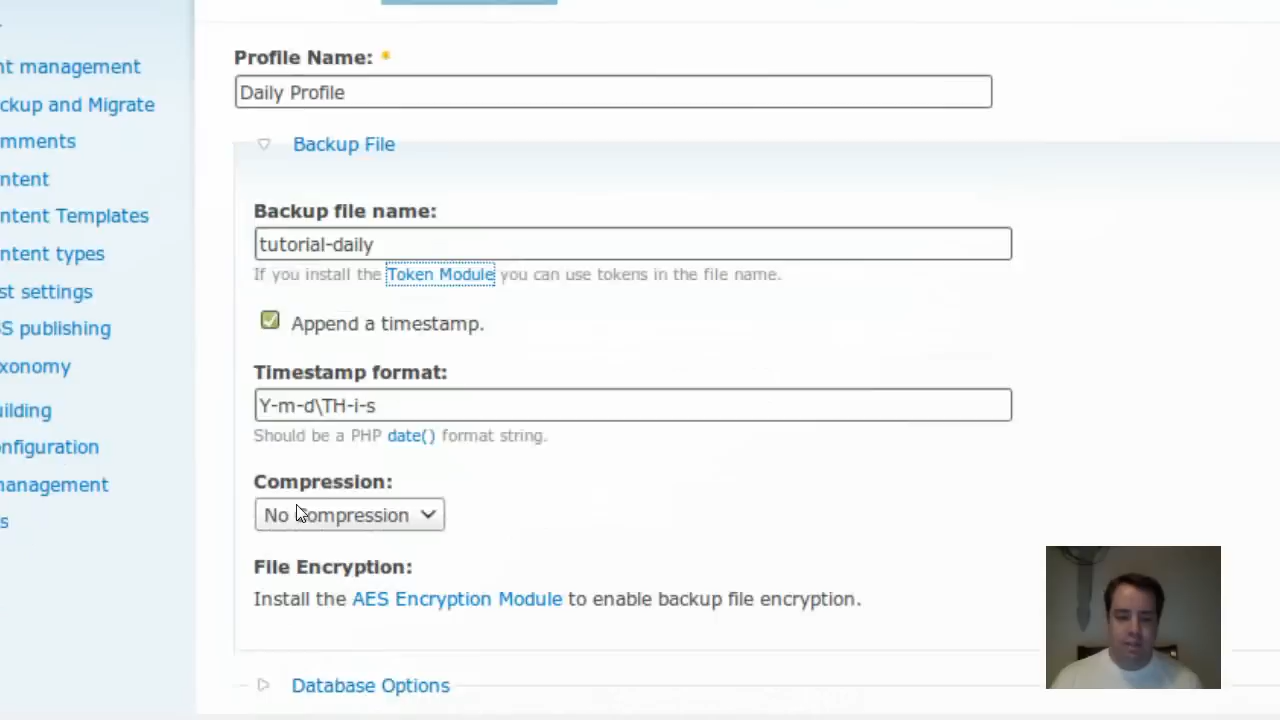 Profile Name: *
Daily Profile
nt management
Backup File
ckup and Migrate
mments
ntent
Backup file name:
ntent Templates
tutorial-daily
ntent types
If you install the Token Module you can use tokens in the file name.
st settings
Append a timestamp.
S publishing
xonomy
Timestamp format:
Y-m-d\TH-i-s
uilding
Should be a PHP date() format string.
nfiguration
Compression:
nanagement
No Compression
s
File Encryption:
Install the AES Encryption Module to enable backup file encryption.
Database Options